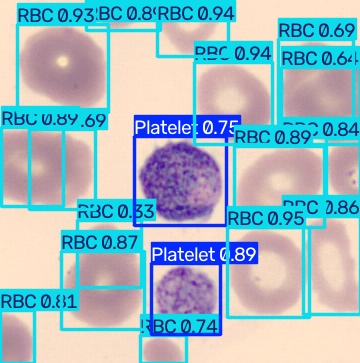 RBC 0.93
RBC 0.94
RBC 0.69
RBC 0.94
RBC 0.64
RBC 0.89
.69
Platelet 0.75
RBC 0.89
0.84
RBC 0.33
RBC 0.95
0.86
RBC 0.87
Platelet 0.89
RBC 0.81
RBC 0.74